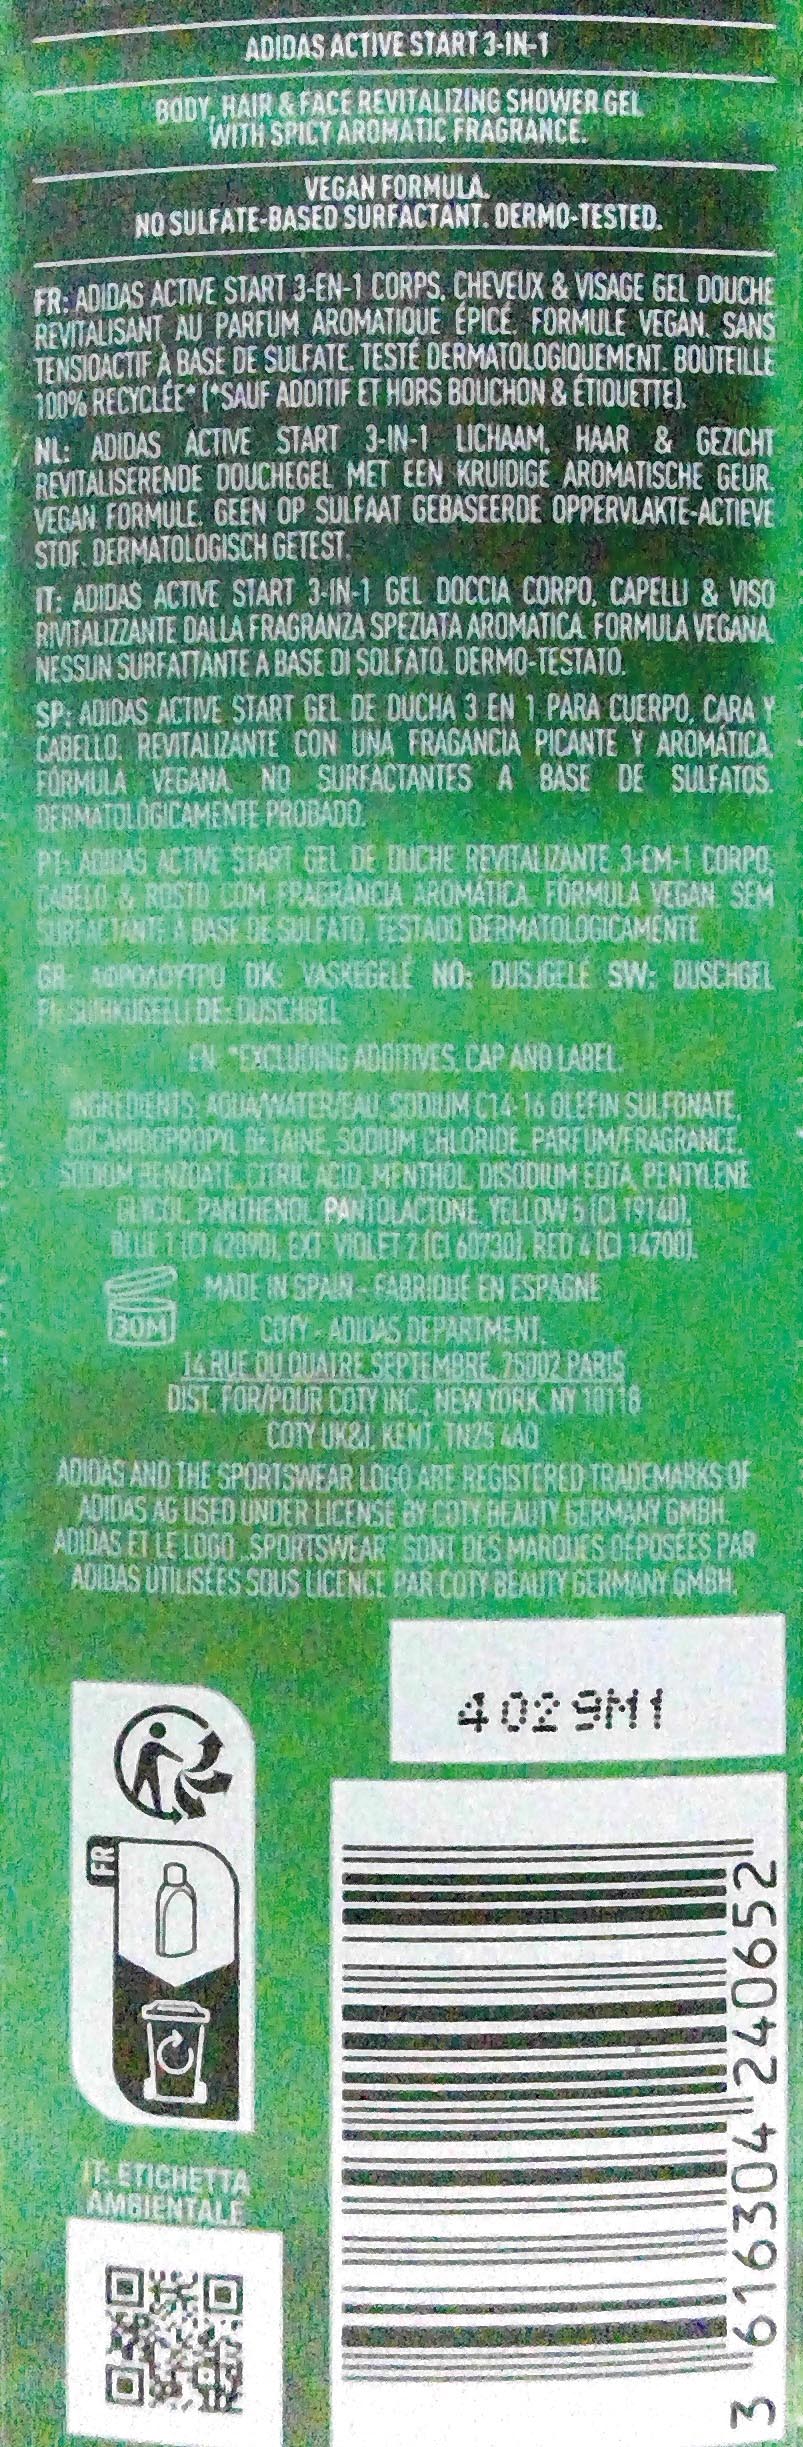 ADIDAS ACTIVE START 3-IN-1
BODY, HAIR & FACE REVITALIZING SHOWER GEL
WITH SPICY AROMATIC FRAGRANCE.
VEGAN FORMULA.
NO SULFATE-BASED SURFACTANT. DERMO-TESTED.
FR: ADIDAS ACTIVE START 3-EN-1 CORPS, CHEVEUX & VISAGE GEL DOUCHE
REVITALISANT AU PARFUM AROMATIQUE ÉPICÉ. FORMULE VEGAN. SANS
TENSIOACTIF À BASE DE SULFATE. TESTÉ DERMATOLOGIQUEMENT. BOUTEILLE
100% RECYCLÉE* (*SAUF ADDITIF ET HORS BOUCHON & ÉTIQUETTE).
NL: ADIDAS ACTIVE START 3-IN-1 LICHAAM, HAAR & GEZICHT
REVITALISERENDE DOUCHEGEL MET EEN KRUIDIGE AROMATISCHE GEUR.
VEGAN FORMULE. GEEN OP SULFAAT GEBASEERDE OPPERVLAKTE-ACTIEVE
STOF. DERMATOLOGISCH GETEST.
IT: ADIDAS ACTIVE START 3-IN-1 GEL DOCCIA CORPO, CAPELLI & VISO
RIVITALIZZANTE DALLA FRAGRANZA SPEZIATA AROMATICA. FORMULA VEGANA.
NESSUN SURFATTANTE A BASE DI SOLFATO. DERMO-TESTATO.
SP: ADIDAS ACTIVE START GEL DE DUCHA 3 EN 1 PARA CUERPO, CARA Y
CABELLO. REVITALIZANTE CON UNA FRAGANCIA PICANTE Y AROMÁTICA.
FÓRMULA VEGANA. NO SURFACTANTES A BASE DE SULFATOS.
DERMATOLÓGICAMENTE PROBADO.
PT: ADIDAS ACTIVE START GEL DE DUCHE REVITALIZANTE 3-EM-1 CORPO,
CABELO & ROSTO COM FRAGRÂNCIA AROMÁTICA. FÓRMULA VEGAN. SEM
SURFACTANTE À BASE DE SULFATO. TESTADO DERMATOLOGICAMENTE.
GR: ΑΦΡΟΛΟΥΤΡΟ DK: VASKEGELÉ NO: DUSJGELÉ SW: DUSCHGEL
FI: SUIHKUGEELI DE: DUSCHGEL
EN: *EXCLUDING ADDITIVES, CAP AND LABEL.
INGREDIENTS: AQUA/WATER/EAU, SODIUM C14-16 OLEFIN SULFONATE,
COCAMIDOPROPYL BETAINE, SODIUM CHLORIDE, PARFUM/FRAGRANCE,
SODIUM BENZOATE, CITRIC ACID, MENTHOL, DISODIUM EDTA, PENTYLENE
GLYCOL, PANTHENOL, PANTOLACTONE, YELLOW 5 (CI 19140),
BLUE 1 (CI 42090), EXT. VIOLET 2 (CI 60730), RED 4 (CI 14700).
MADE IN SPAIN - FABRIQUÉ EN ESPAGNE
30M
COTY - ADIDAS DEPARTMENT.
14 RUE DU QUATRE SEPTEMBRE, 75002 PARIS
DIST. FOR/POUR COTY INC., NEW YORK, NY 10118
COTY UK&I, KENT, TN25 4AQ
ADIDAS AND THE SPORTSWEAR LOGO ARE REGISTERED TRADEMARKS OF
ADIDAS AG USED UNDER LICENSE BY COTY BEAUTY GERMANY GMBH.
ADIDAS ET LE LOGO „SPORTSWEAR" SONT DES MARQUES DÉPOSÉES PAR
ADIDAS UTILISÉES SOUS LICENCE PAR COTY BEAUTY GERMANY GMBH.
4029M1
FR
IT: ETICHETTA
AMBIENTALE
3 616304 240652